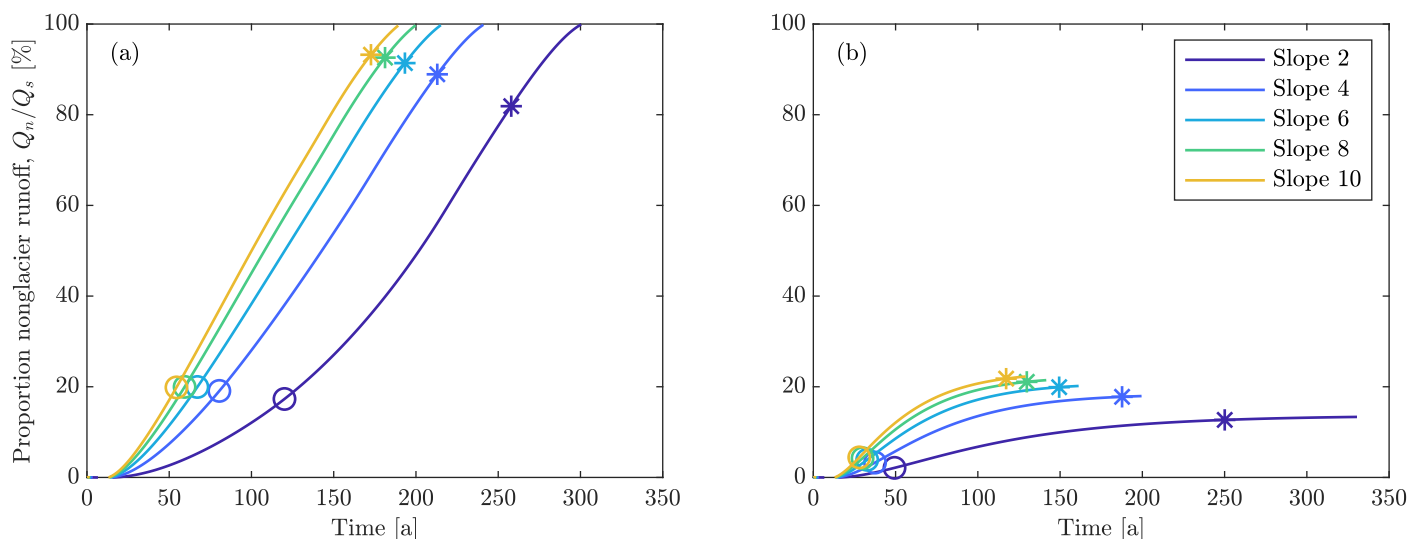 Proportion nonglacier runoff, Qn/Qs [%]
100
80
60
40
20
0
(a)
0 50 100 150 200 250 300 350
Time [a]
100
80
60
40
20
0
(b)
Slope 2
Slope 4
Slope 6
Slope 8
Slope 10
0 50 100 150 200 250 300 350
Time [a]